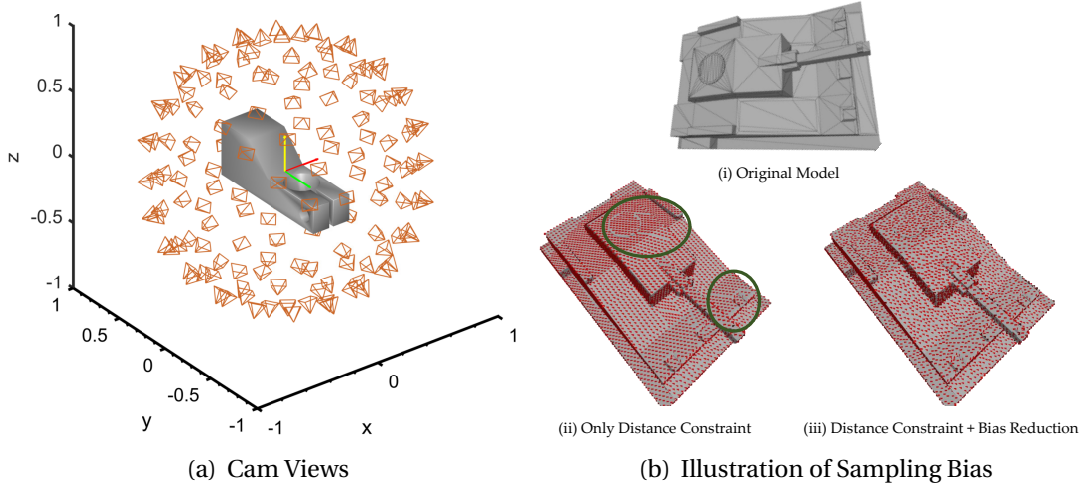 1
0.5
0
-0.5
-1
z
1
0.5
0
-0.5
-1
y
-1
0
1
x
(a) Cam Views
(i) Original Model
(ii) Only Distance Constraint
(iii) Distance Constraint + Bias Reduction
(b) Illustration of Sampling Bias